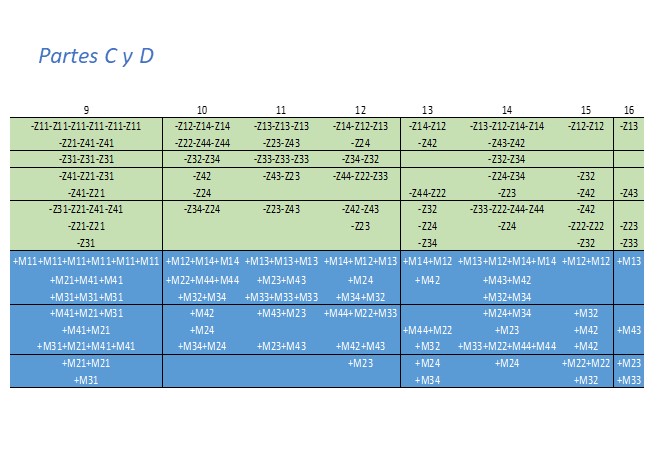 Partes C y D
9 10 11 12 13 14 15 16
-Z11-Z11-Z11-Z11-Z11-Z11 -Z12-Z14-Z14 -Z13-Z13-Z13 -Z14-Z12-Z13 -Z14-Z12 -Z13-Z12-Z14-Z14 -Z12-Z12 -Z13
-Z21-Z41-Z41 -Z22-Z44-Z44 -Z23-Z43 -Z24 -Z42 -Z43-Z42
-Z31-Z31-Z31 -Z32-Z34 -Z33-Z33-Z33 -Z34-Z32 -Z32-Z34
-Z41-Z21-Z31 -Z42 -Z43-Z23 -Z44-Z22-Z33 -Z24-Z34 -Z32
-Z41-Z21 -Z24 -Z44-Z22 -Z23 -Z42 -Z43
-Z31-Z21-Z41-Z41 -Z34-Z24 -Z23-Z43 -Z42-Z43 -Z32 -Z33-Z22-Z44-Z44 -Z42
-Z21-Z21 -Z23 -Z24 -Z24 -Z22-Z22 -Z23
-Z31 -Z34 -Z32 -Z33
+M11+M11+M11+M11+M11+M11 +M12+M14+M14 +M13+M13+M13 +M14+M12+M13 +M14+M12 +M13+M12+M14+M14 +M12+M12 +M13
+M21+M41+M41 +M22+M44+M44 +M23+M43 +M24 +M42 +M43+M42
+M31+M31+M31 +M32+M34 +M33+M33+M33 +M34+M32 +M32+M34
+M41+M21+M31 +M42 +M43+M23 +M44+M22+M33 +M24+M34 +M32
+M41+M21 +M24 +M44+M22 +M23 +M42 +M43
+M31+M21+M41+M41 +M34+M24 +M23+M43 +M42+M43 +M32 +M33+M22+M44+M44 +M42
+M21+M21 +M23 +M24 +M24 +M22+M22 +M23
+M31 +M34 +M32 +M33